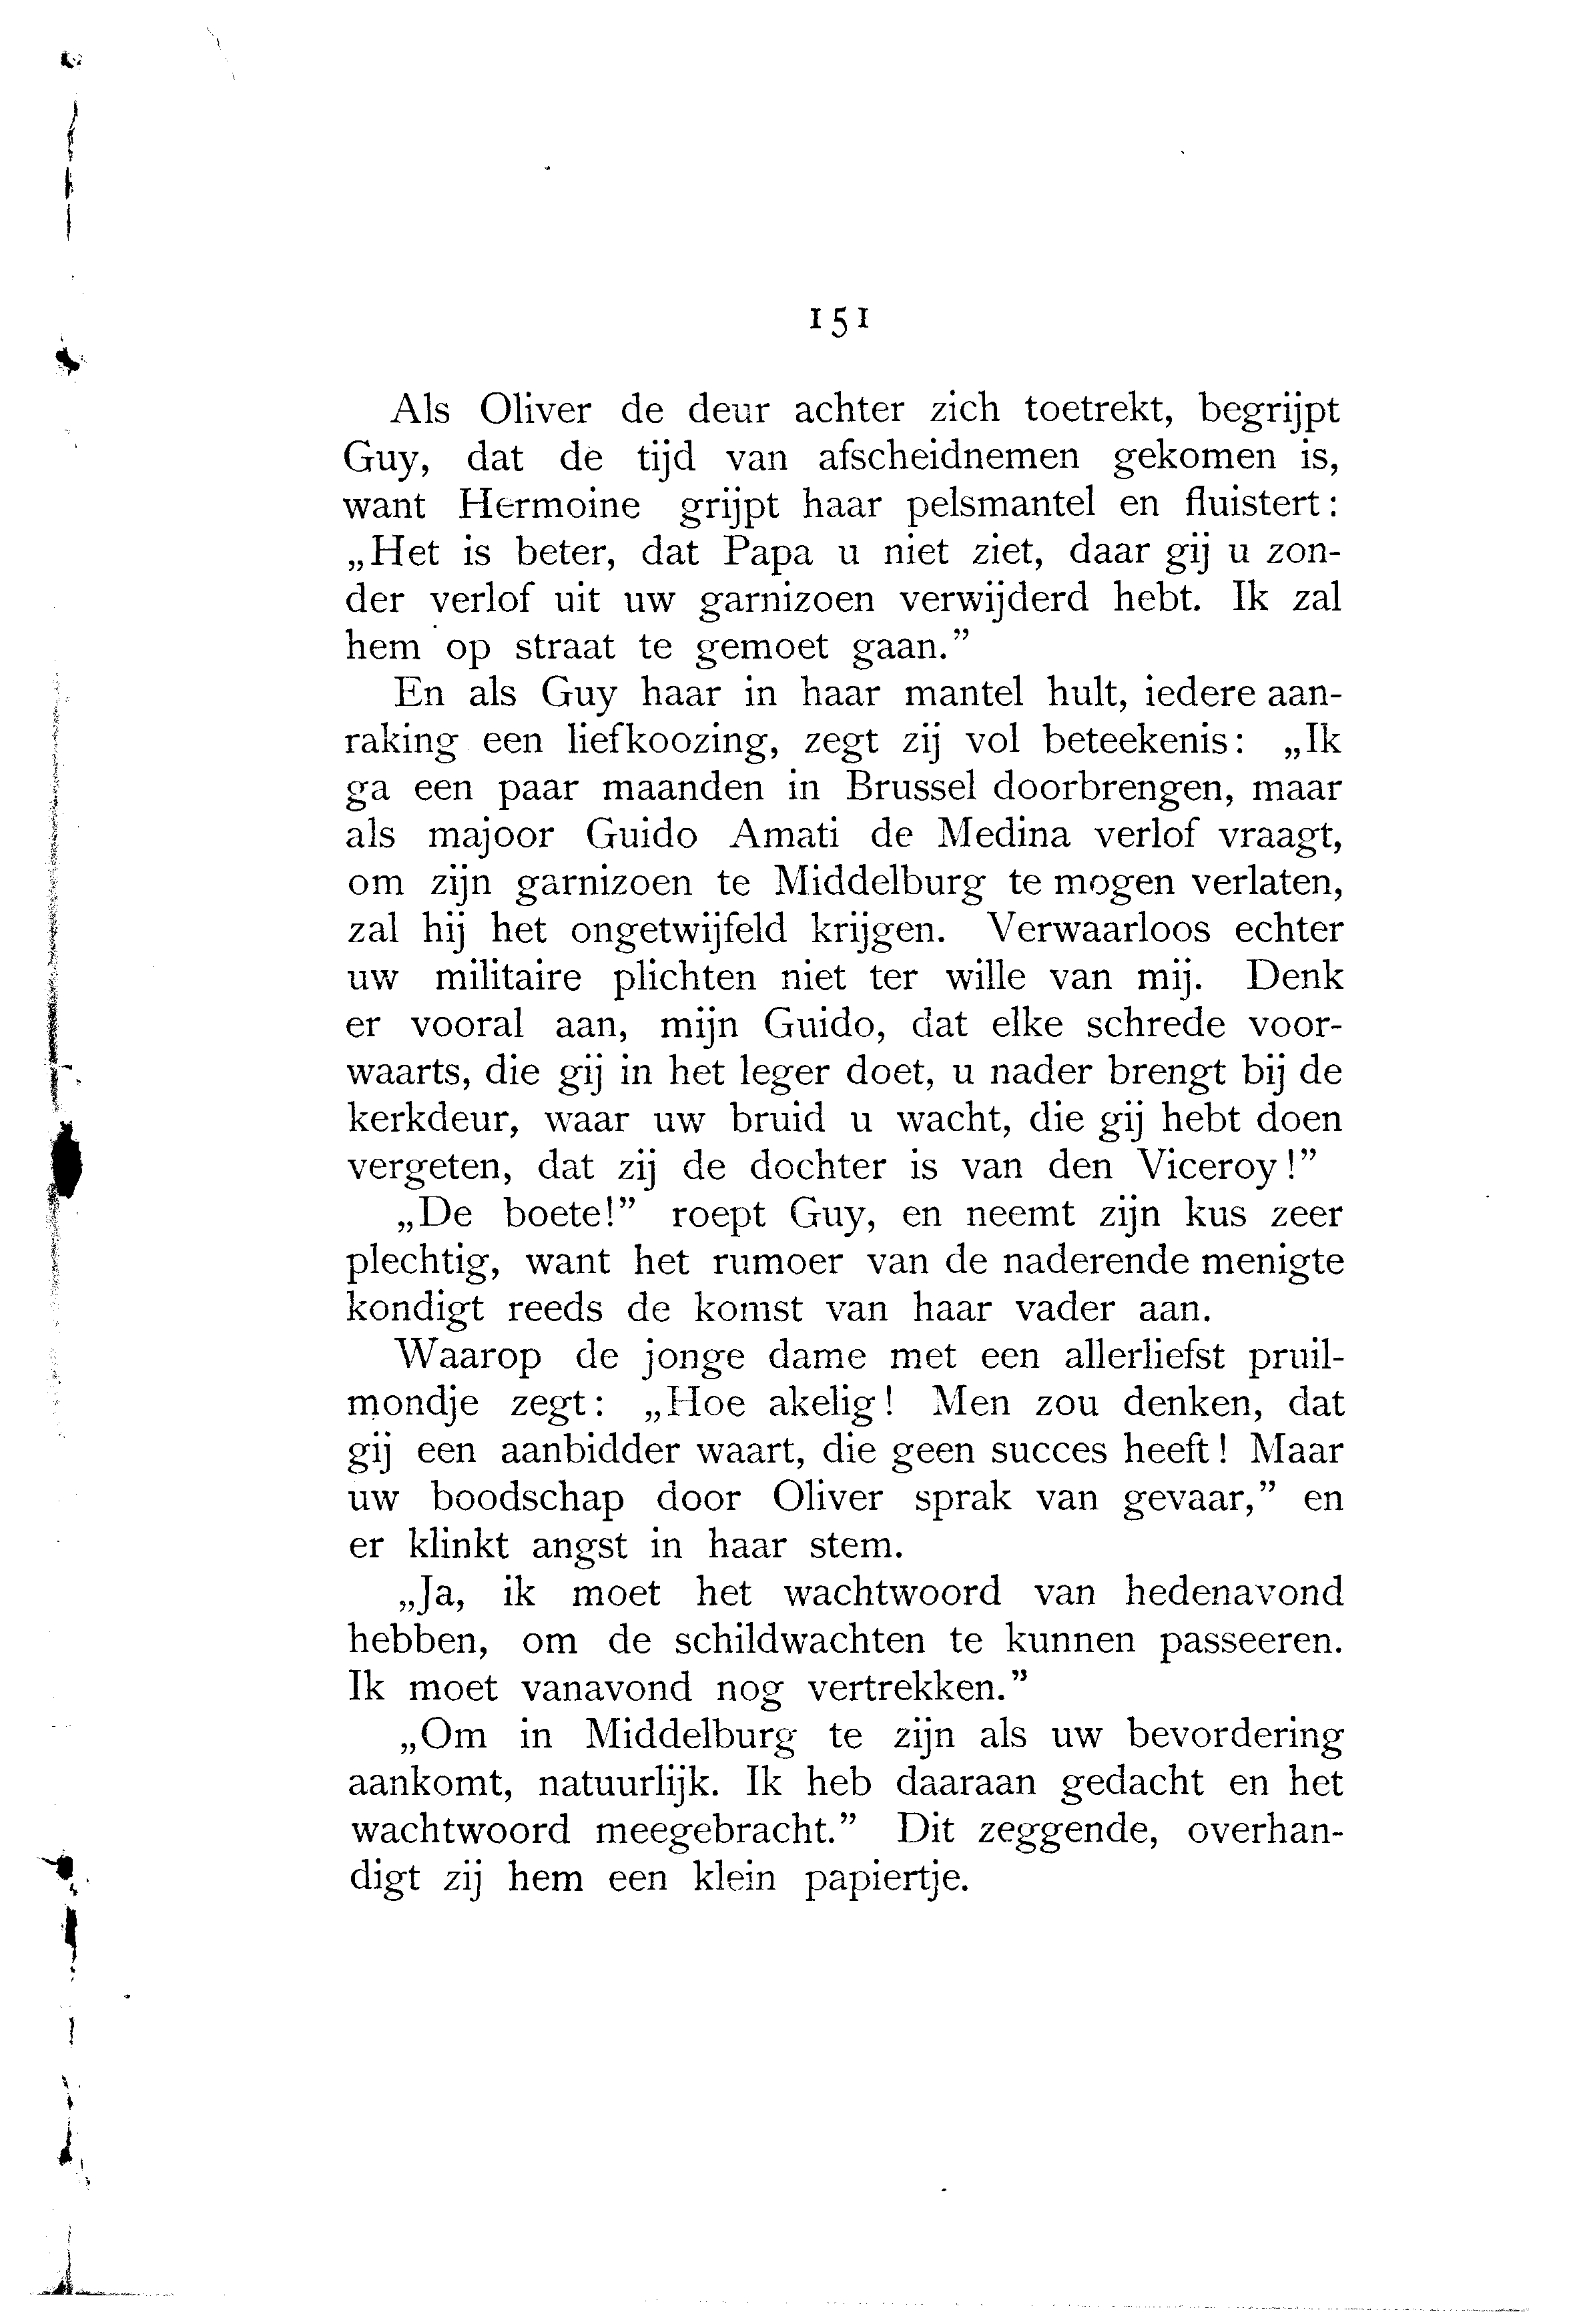 151
Als Oliver de deur achter zich toetrekt, begrijpt
Guy, dat de tijd van afscheidnemen gekomen is,
want Hermoine grijpt haar pelsmantel en fluistert:
„Het is beter, dat Papa u niet ziet, daar gij u zon-
der verlof uit uw garnizoen verwijderd hebt. Ik zal
hem op straat te gemoet gaan.”
En als Guy haar in haar mantel hult, iedere aan-
raking een liefkoozing, zegt zij vol beteekenis: „Ik
ga een paar maanden in Brussel doorbrengen, maar
als majoor Guido Amati de Medina verlof vraagt,
om zijn garnizoen te Middelburg te mogen verlaten,
zal hij het ongetwijfeld krijgen. Verwaarloos echter
uw militaire plichten niet ter wille van mij. Denk
er vooral aan, mijn Guido, dat elke schrede voor-
waarts, die gij in het leger doet, u nader brengt bij de
kerkdeur, waar uw bruid u wacht, die gij hebt doen
vergeten, dat zij de dochter is van den Viceroy!”
„De boete!” roept Guy, en neemt zijn kus zeer
plechtig, want het rumoer van de naderende menigte
kondigt reeds de komst van haar vader aan.
Waarop de jonge dame met een allerliefst pruil-
mondje zegt: „Hoe akelig! Men zou denken, dat
gij een aanbidder waart, die geen succes heeft! Maar
uw boodschap door Oliver sprak van gevaar,” en
er klinkt angst in haar stem.
„Ja, ik moet het wachtwoord van hedenavond
hebben, om de schildwachten te kunnen passeeren.
Ik moet vanavond nog vertrekken.”
„Om in Middelburg te zijn als uw bevordering
aankomt, natuurlijk. Ik heb daaraan gedacht en het
wachtwoord meegebracht.” Dit zeggende, overhan-
digt zij hem een klein papiertje.